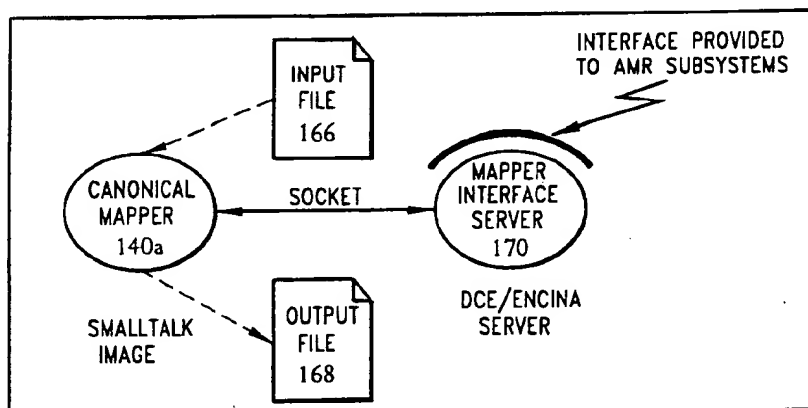 INTERFACE PROVIDED
TO AMR SUBSYSTEMS
INPUT
FILE
166
CANONICAL
MAPPER
140a
SOCKET
MAPPER
INTERFACE
SERVER
170
SMALLTALK
IMAGE
OUTPUT
FILE
168
DCE/ENCINA
SERVER